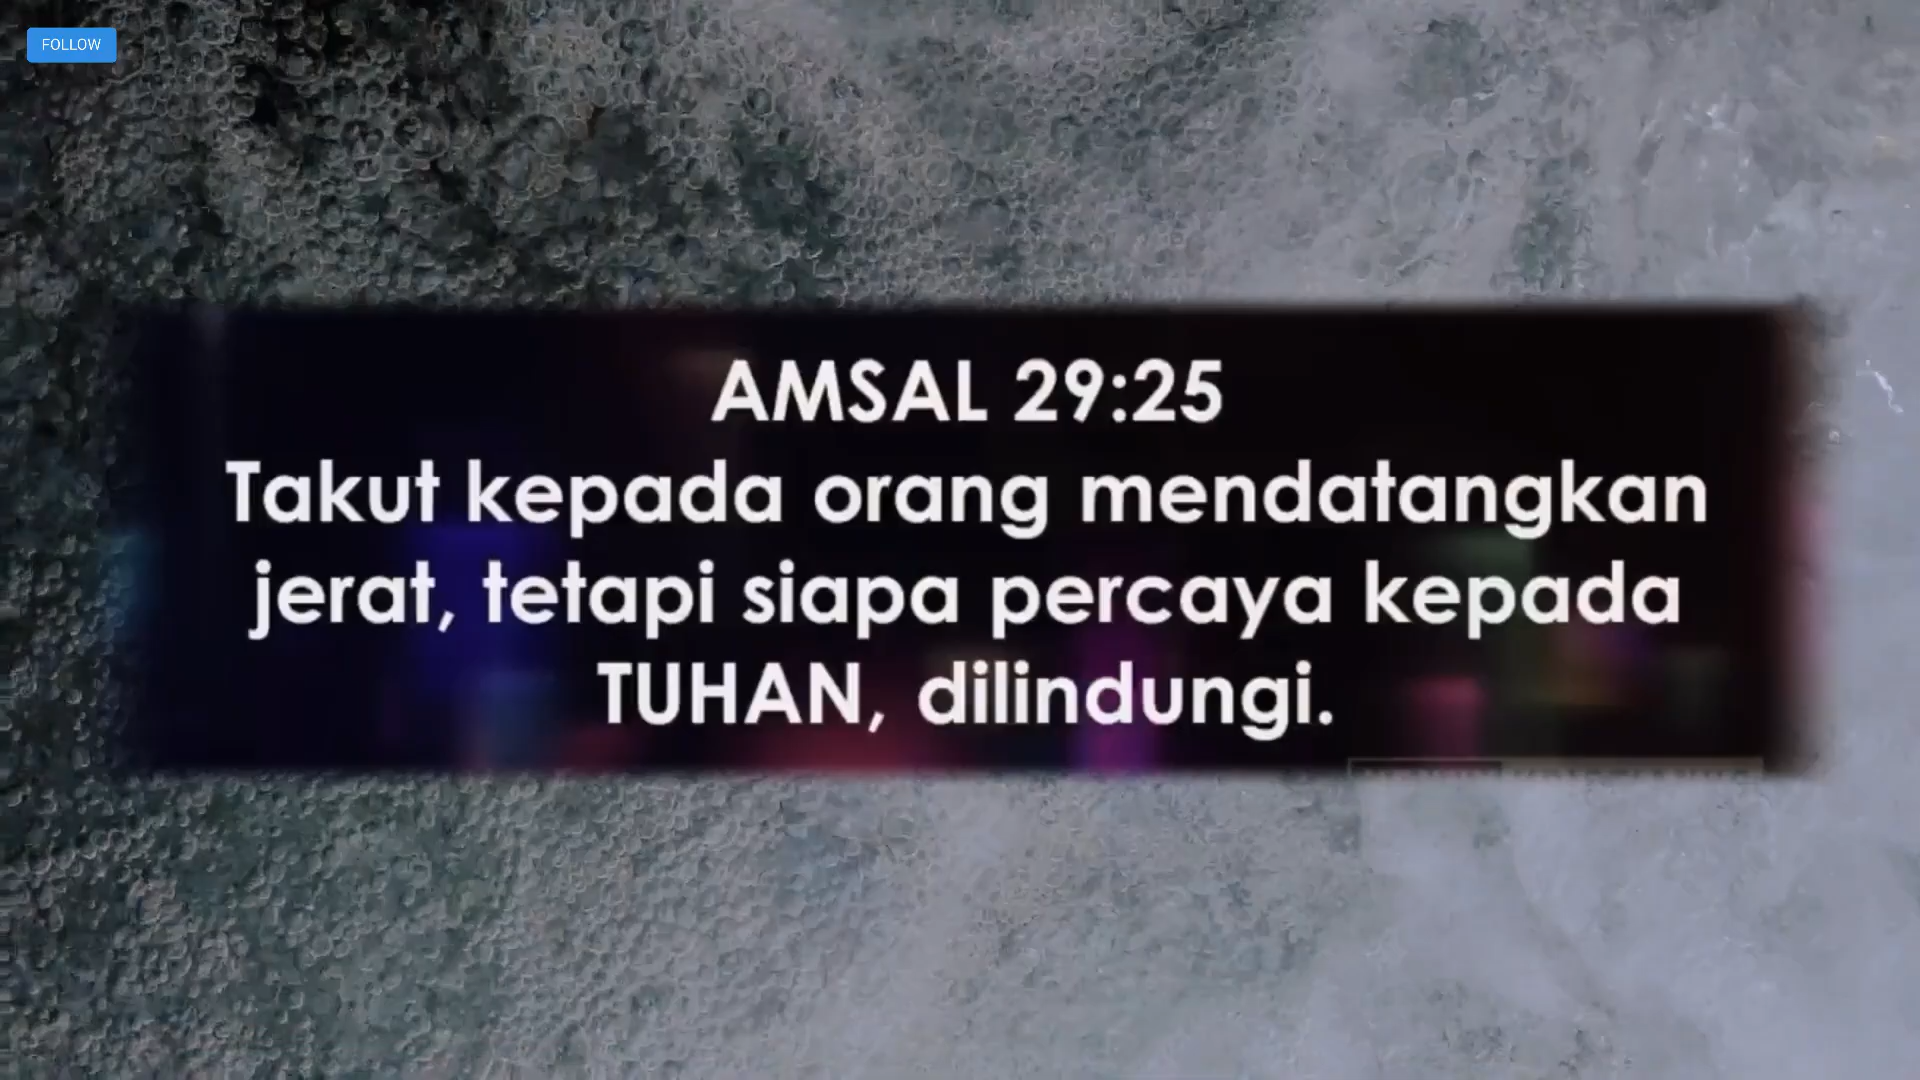 FOLLOW
AMSAL 29:25
Takut kepada orang mendatangkan
jerat, tetapi siapa percaya kepada
TUHAN, dilindungi.